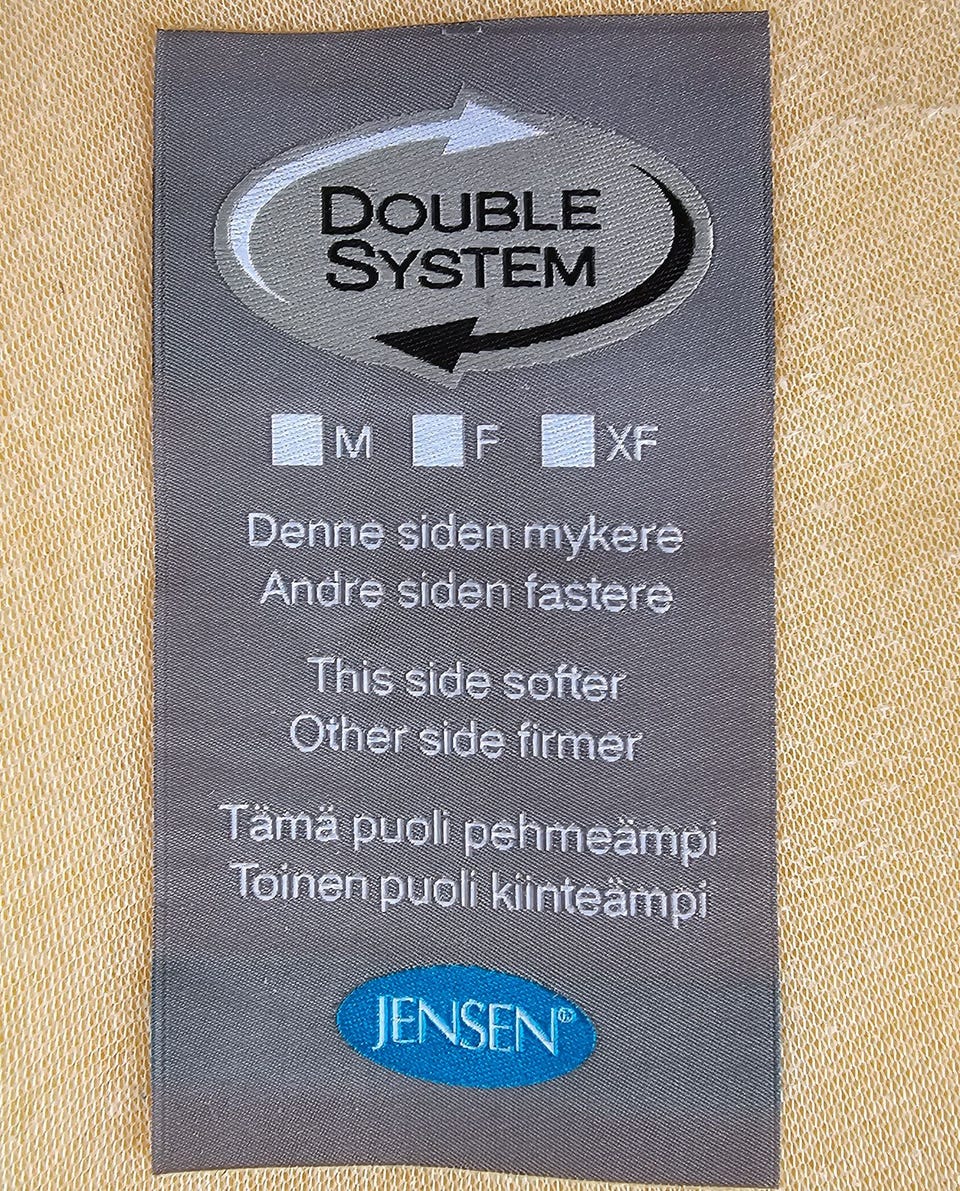 DOUBLE
SYSTEM
M F XF
Denne siden mykere
Andre siden fastere
This side softer
Other side firmer
Tämä puoli pehmeämpi
Toinen puoli kiinteämpi
JENSEN®